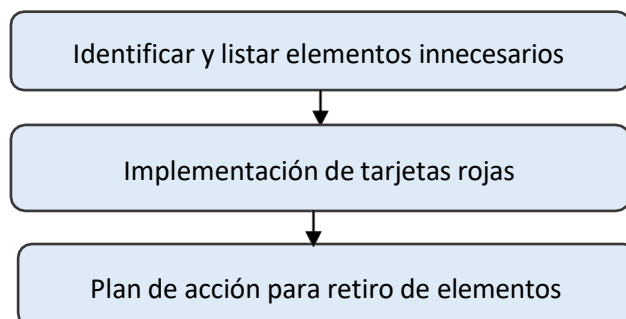 Identificar y listar elementos innecesarios
Implementación de tarjetas rojas
Plan de acción para retiro de elementos